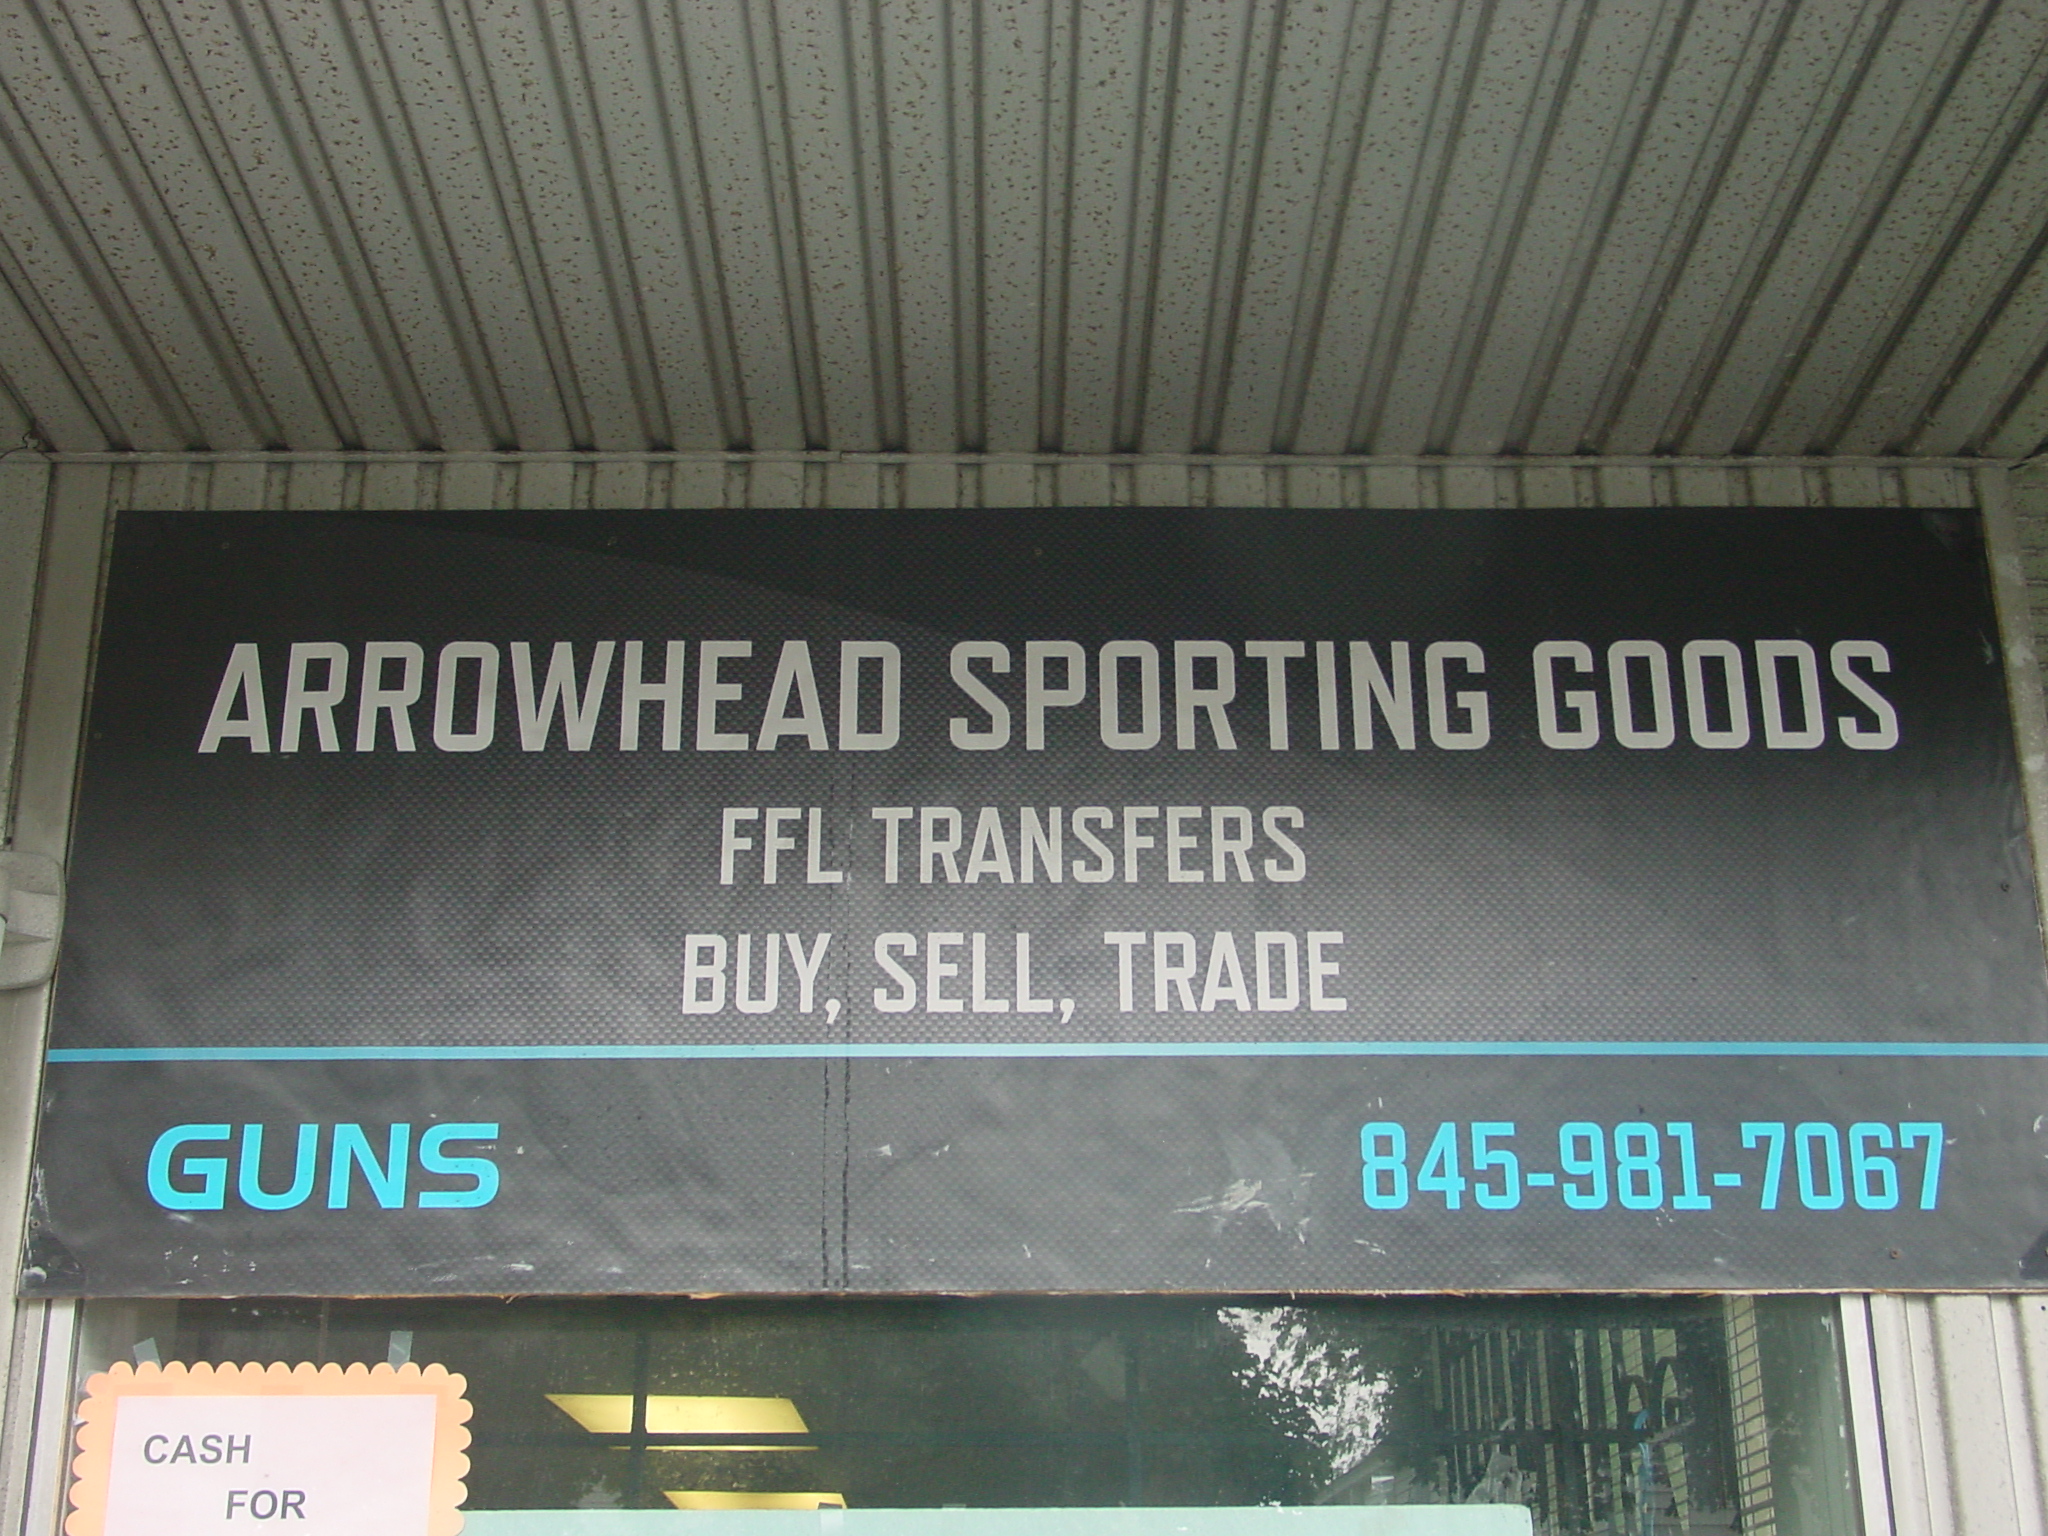 ARROWHEAD SPORTING GOODS
FFL TRANSFERS
BUY, SELL, TRADE
GUNS 845-981-7067
CASH
FOR